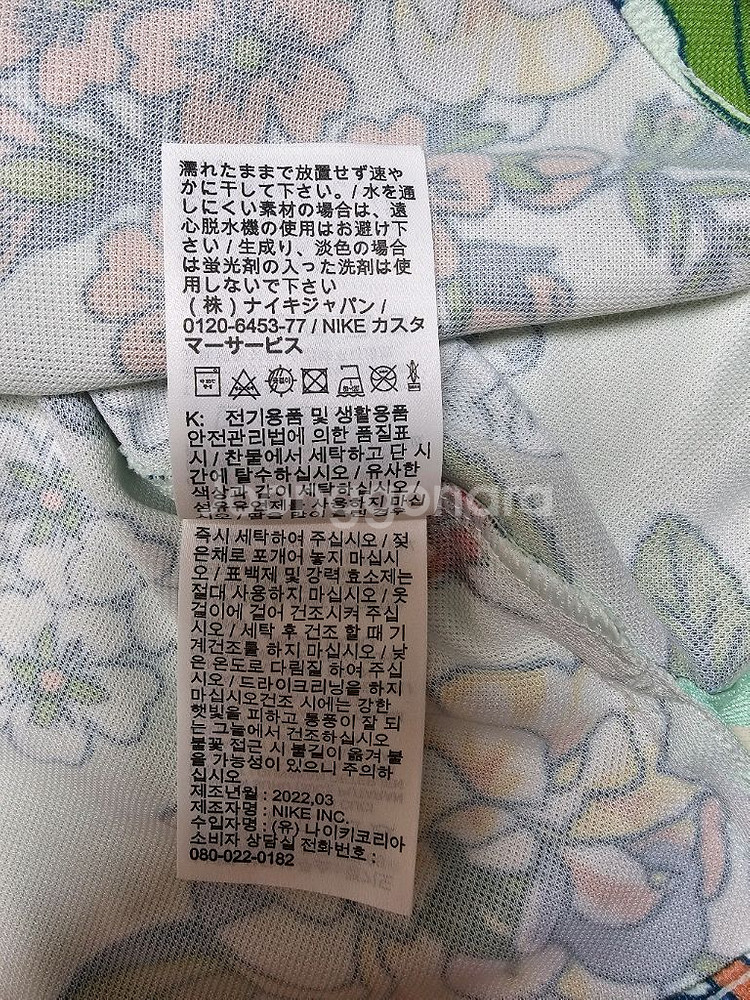 濡れたままで放置せず速や
かに干して下さい。/ 水を通
しにくい素材の場合は、遠
心脱水機の使用はお避け下
さい / 生成り、淡色の場合
は蛍光剤の入った洗剤は使
用しないで下さい
(株) ナイキジャパン /
0120-6453-77 / NIKE カスタ
マーサービス
K: 전기용품 및 생활용품
안전관리법에 의한 품질표
시 / 찬물에서 세탁하고 단 시
간에 탈수하십시오 / 유사한
색상과 같이 세탁하십시오 /
섬유유연제
즉시 세탁하여 주십시오 / 젖
은채로 포개어 놓지 마십시
오 / 표백제 및 강력 효소제는
절대 사용하지 마십시오 / 옷
걸이에 걸어 건조시켜 주십
시오 / 세탁 후 건조 할 때 기
계건조를 하지 마십시오 / 낮
은 온도로 다림질 하여 주십
시오 / 드라이크리닝을 하지
마십시오건조 시에는 강한
햇빛을 피하고 통풍이 잘 되
는 그늘에서 건조하십시오
불꽃 접근 시 불길이 옮겨 붙
을 가능성이 있으니 주의하
십시오
제조년월 : 2022,03
제조자명 : NIKE INC.
수입자명 : (유) 나이키코리아
소비자 상담실 전화번호 :
080-022-0182